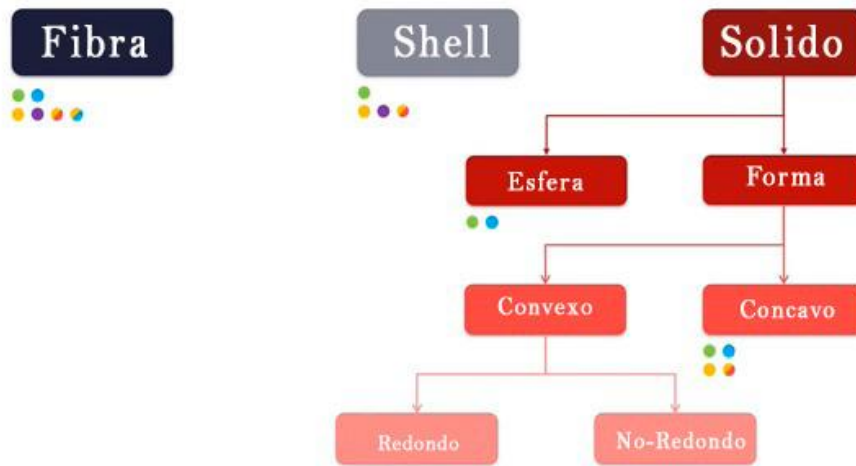 Fibra
Shell
Solido
Esfera
Forma
Convexo
Concavo
Redondo
No-Redondo